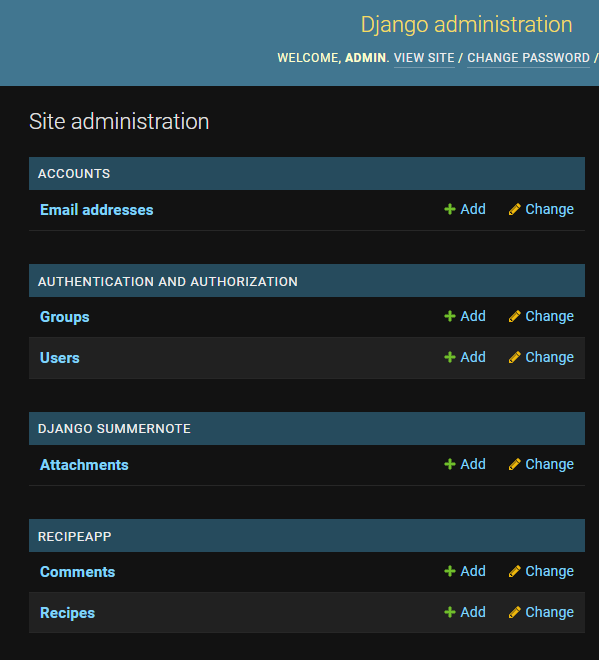 Django administration
WELCOME, ADMIN. VIEW SITE / CHANGE PASSWORD /
Site administration
ACCOUNTS
Email addresses Add Change
AUTHENTICATION AND AUTHORIZATION
Groups Add Change
Users Add Change
DJANGO SUMMERNOTE
Attachments Add Change
RECIPEAPP
Comments Add Change
Recipes Add Change